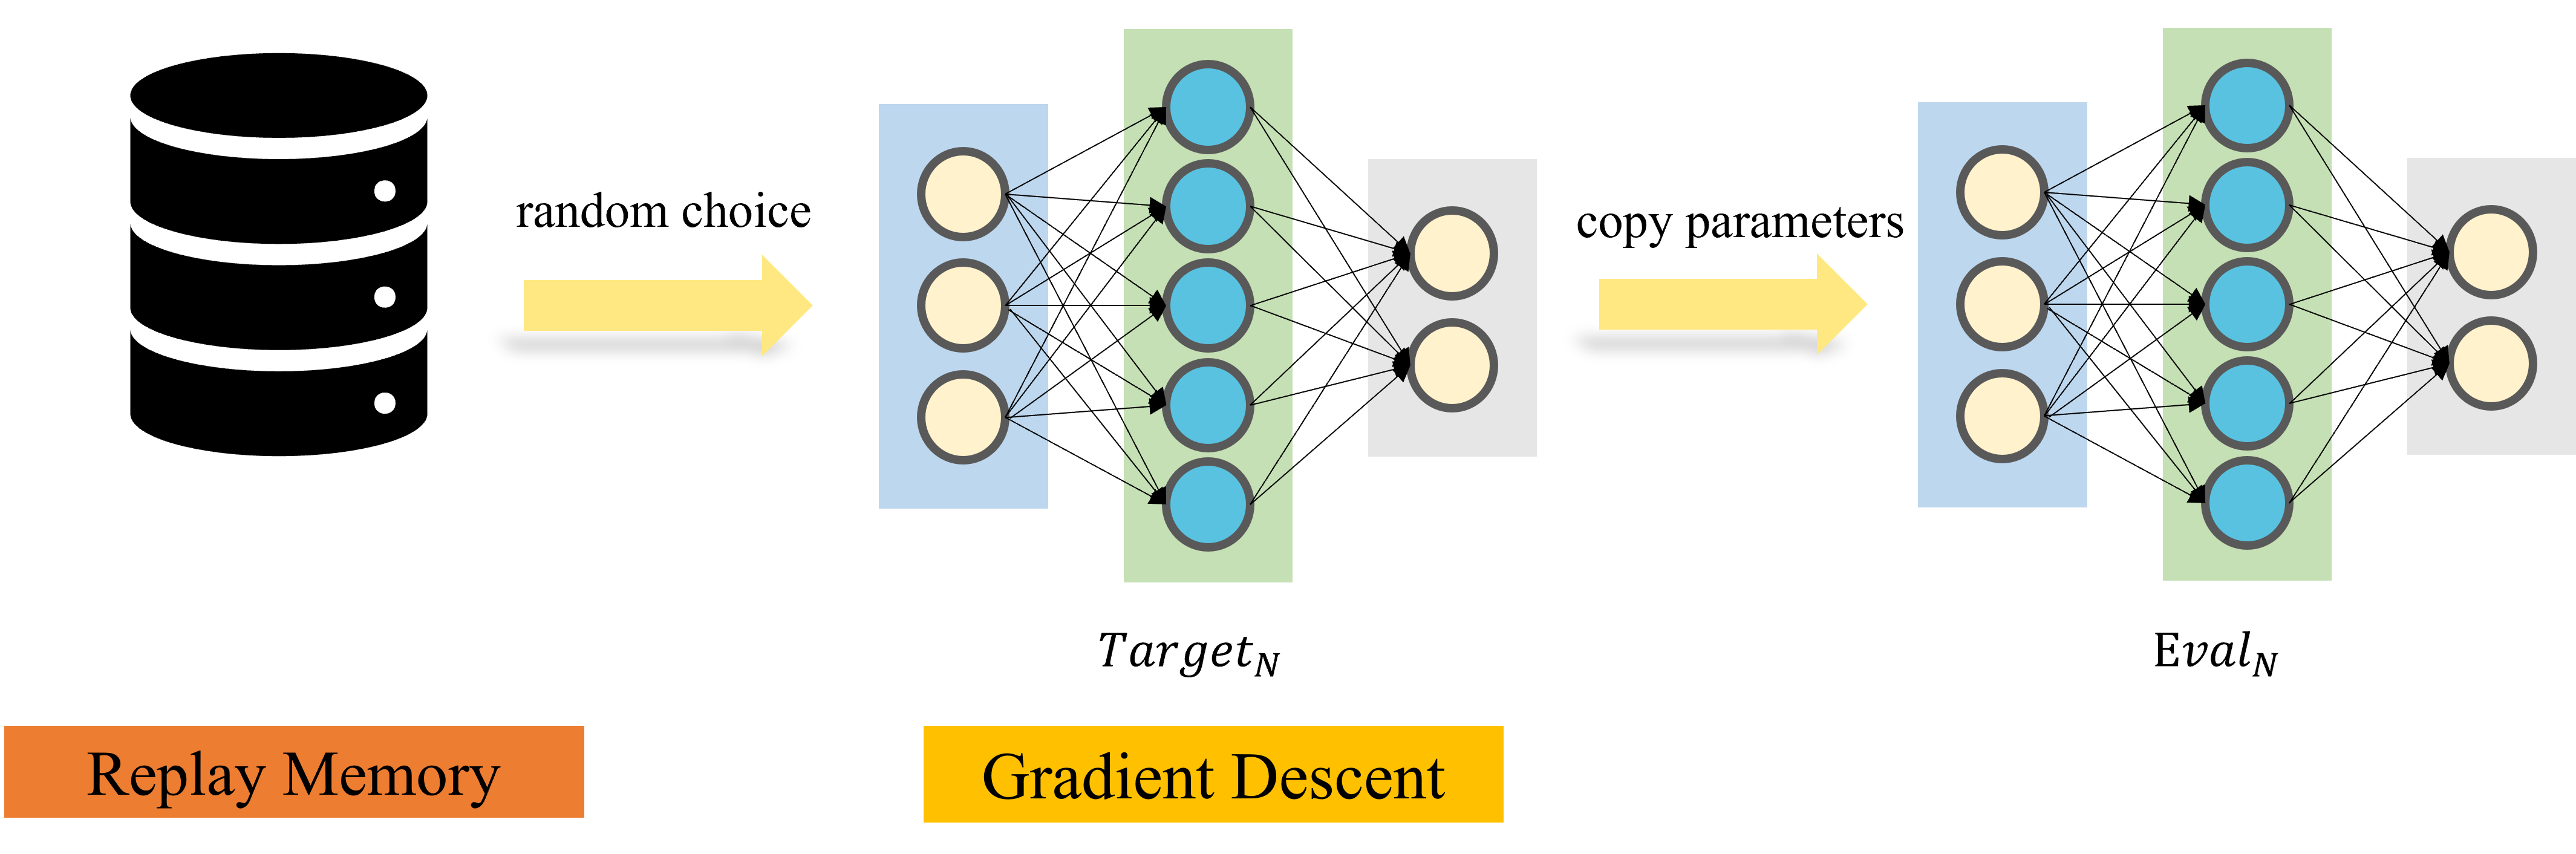 random choice
copy parameters
Target_N
Eval_N
Replay Memory
Gradient Descent